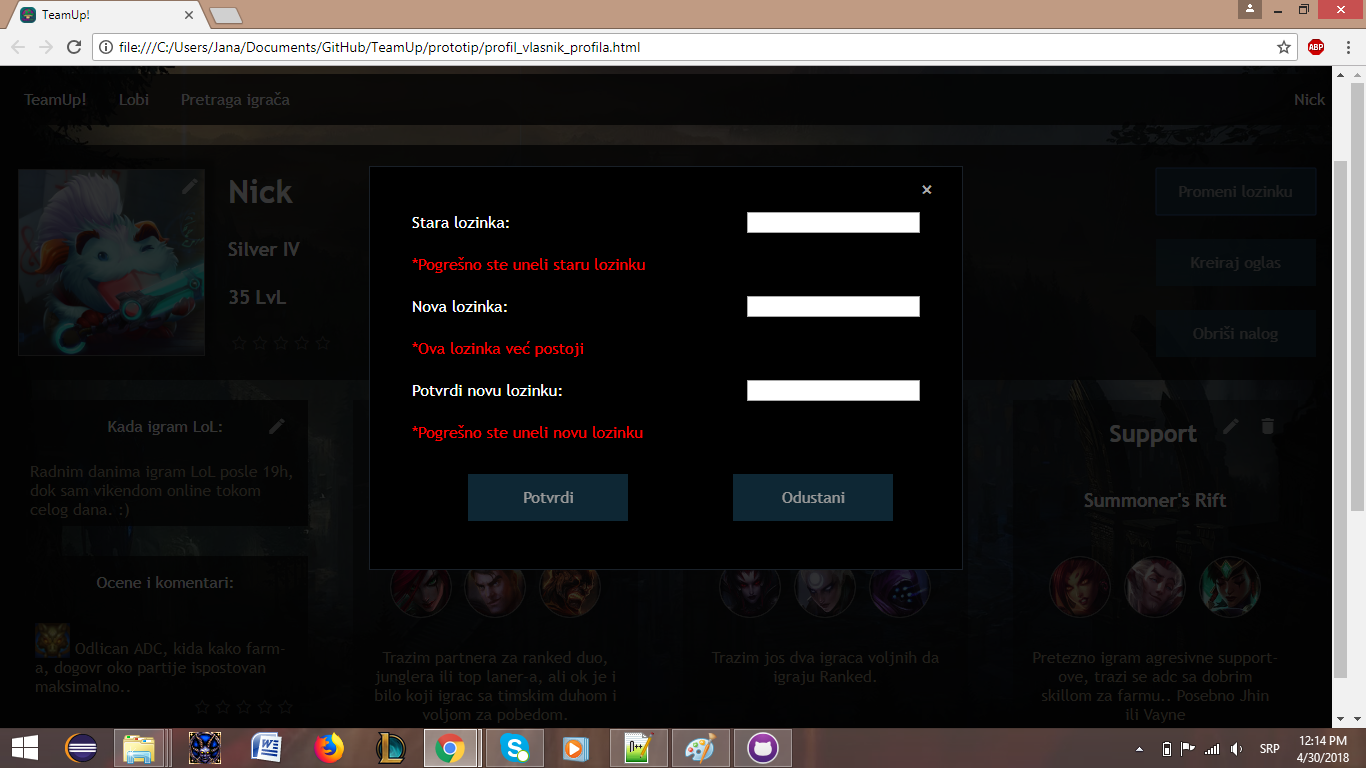 TeamUp!
file:///C:/Users/Jana/Documents/GitHub/TeamUp/prototip/profil_vlasnik_profila.html
ABP
TeamUp! Lobi Pretraga igrača Nick
Nick
Silver IV
35 LvL
Promeni lozinku
Kreiraj oglas
Obriši nalog
×
Stara lozinka:
*Pogrešno ste uneli staru lozinku
Nova lozinka:
*Ova lozinka već postoji
Potvrdi novu lozinku:
*Pogrešno ste uneli novu lozinku
Potvrdi Odustani
Kada igram LoL:
Radnim danima igram LoL posle 19h,
dok sam vikendom online tokom
celog dana. :)
Ocene i komentari:
Odlican ADC, kida kako farm-
a, dogovr oko partije ispostovan
maksimalno..
Trazim partnera za ranked duo,
junglera ili top laner-a, ali ok je i
bilo koji igrac sa timskim duhom i
voljom za pobedom.
Trazim jos dva igraca voljnih da
igraju Ranked.
Support
Summoner's Rift
Pretezno igram agresivne support-
ove, trazi se adc sa dobrim
skillom za farmu.. Posebno Jhin
ili Vayne
SRP
12:14 PM
4/30/2018